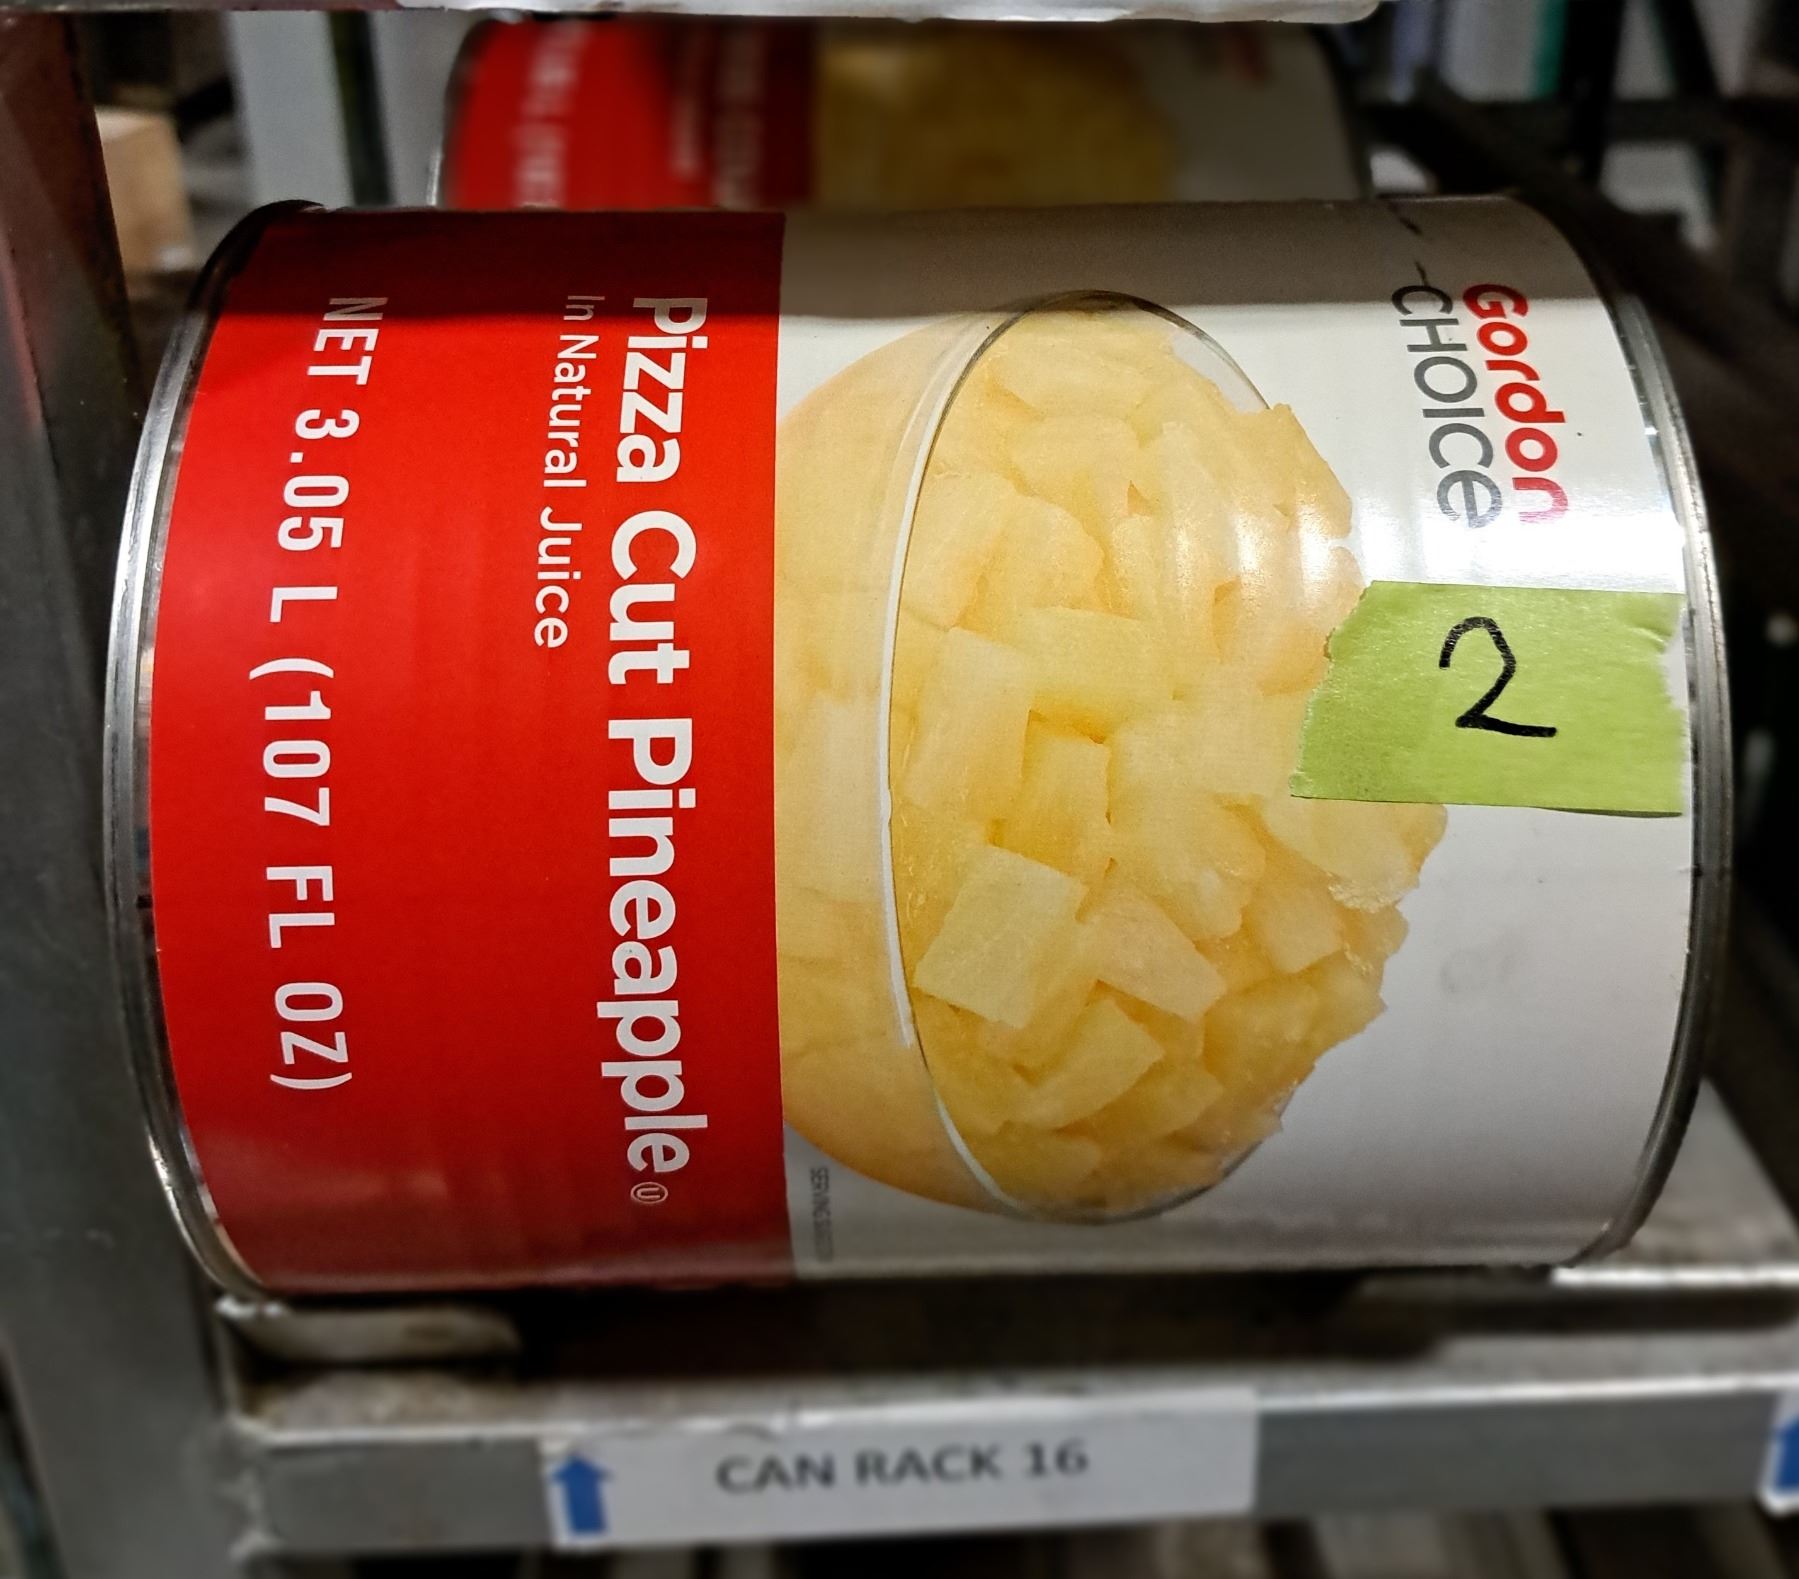 Gordon
CHOICe
2
Pizza Cut Pineapple Ⓤ
In Natural Juice
NET 3.05 L (107 FL OZ)
CAN RACK 16